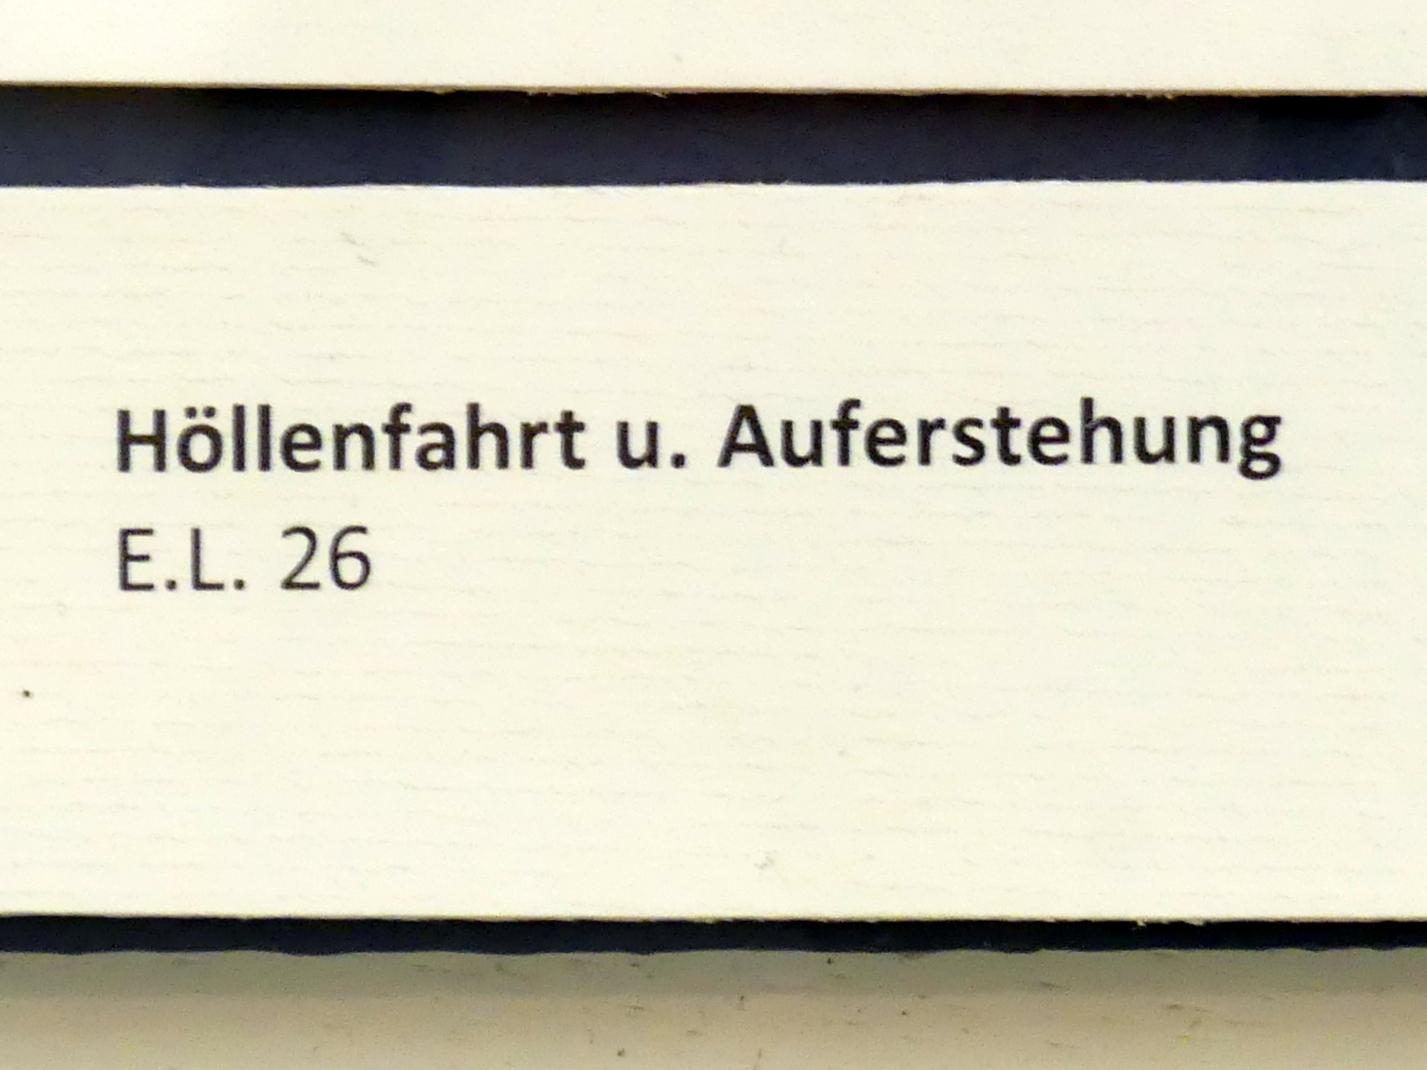 Höllenfahrt u. Auferstehung
E.L. 26